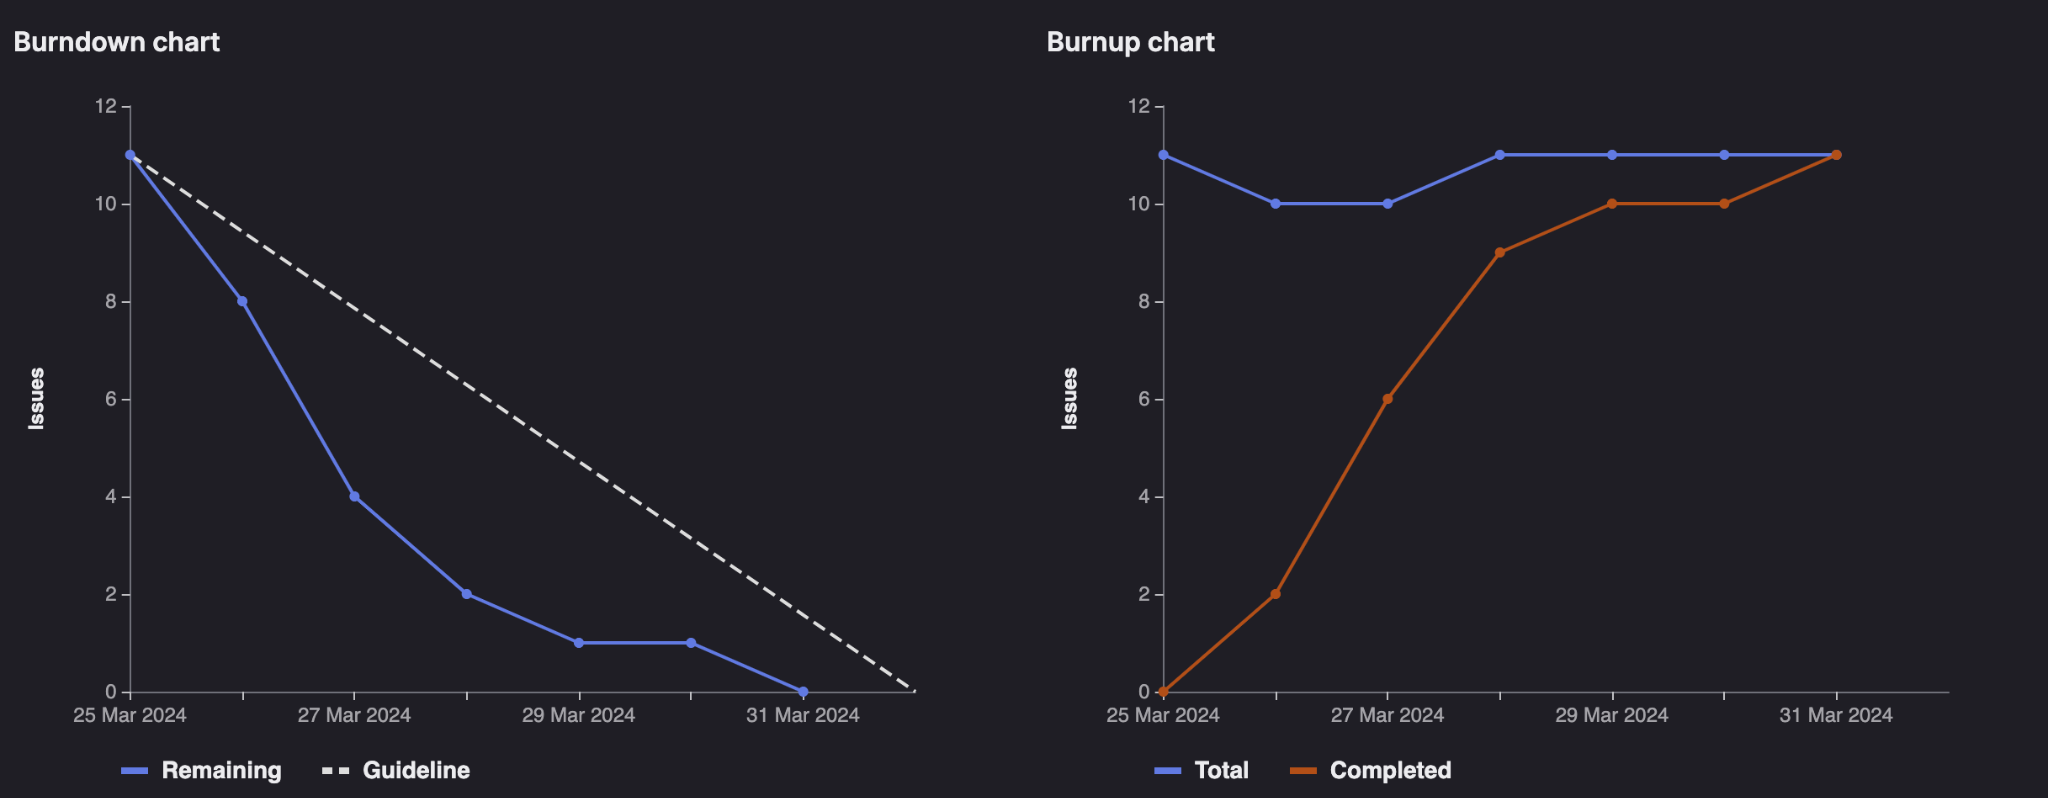 Burndown chart
12
10
8
6
4
2
0
Issues
25 Mar 2024
27 Mar 2024
29 Mar 2024
31 Mar 2024
Remaining
Guideline
Burnup chart
12
10
8
6
4
2
0
Issues
25 Mar 2024
27 Mar 2024
29 Mar 2024
31 Mar 2024
Total
Completed